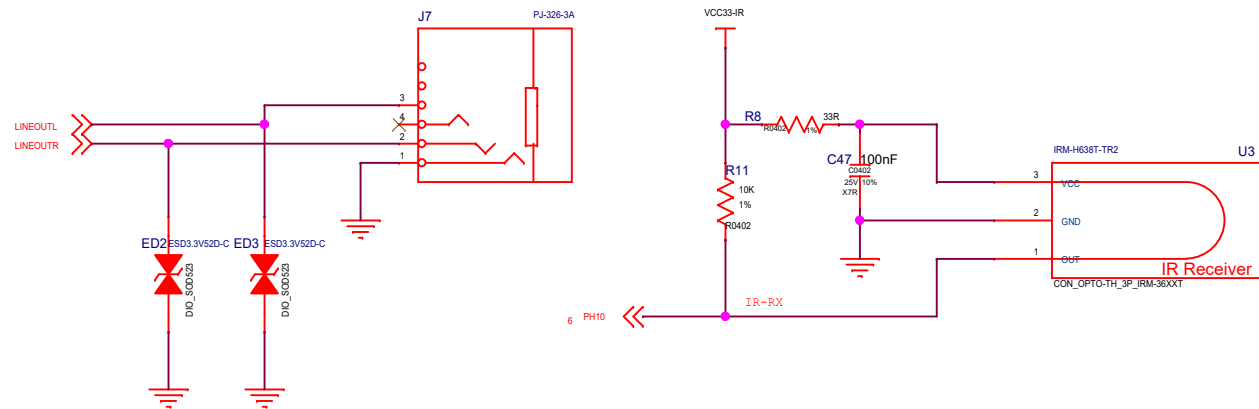 J7
PJ-326-3A
3
4
2
1
LINEOUTL
LINEOUTR
ED2
ESD3.3V52D-C
ED3
ESD3.3V52D-C
DIO_SOD523
DIO_SOD523
VCC33-IR
R8
33R
R0402
1%
C47
100nF
C0402
25V
10%
X7R
R11
10K
1%
R0402
IRM-H638T-TR2
U3
3
VCC
2
GND
1
OUT
IR Receiver
CON_OPTO-TH_3P_IRM-36XXT
IR-RX
6
PH10